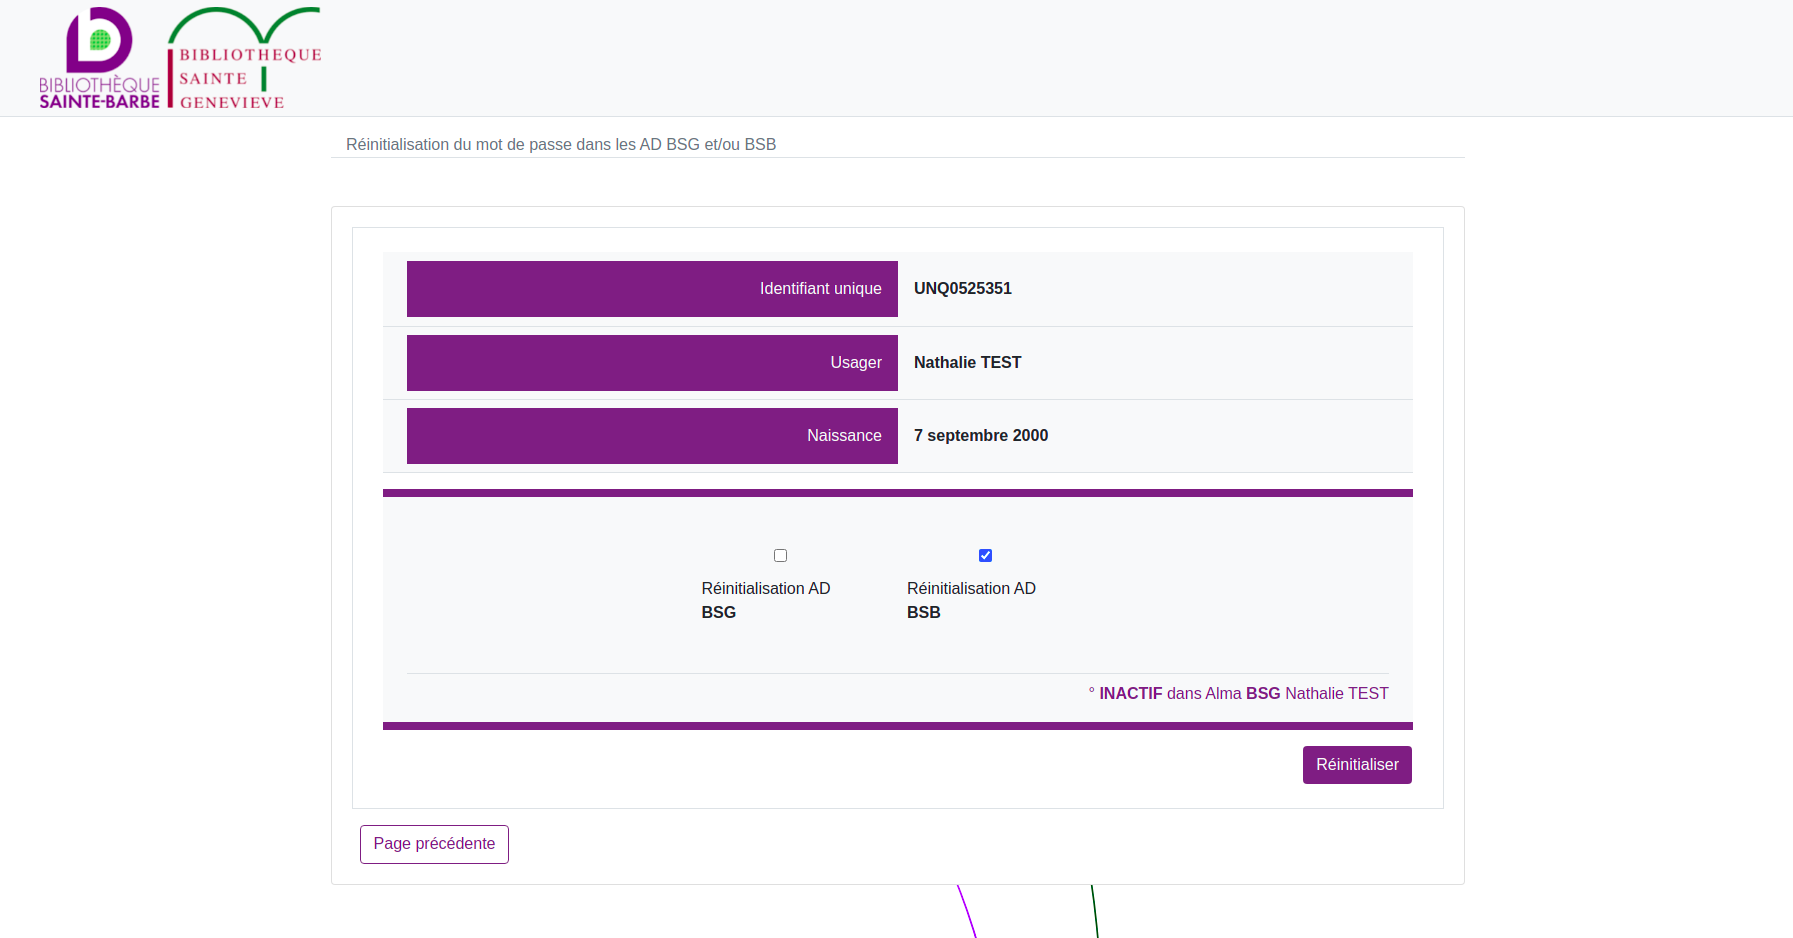 BIBLIOTHÈQUE
SAINTE-BARBE
BIBLIOTHEQUE
SAINTE
GENEVIEVE
Réinitialisation du mot de passe dans les AD BSG et/ou BSB
Identifiant unique UNQ0525351
Usager Nathalie TEST
Naissance 7 septembre 2000
Réinitialisation AD
BSG
Réinitialisation AD
BSB
° INACTIF dans Alma BSG Nathalie TEST
Réinitialiser
Page précédente